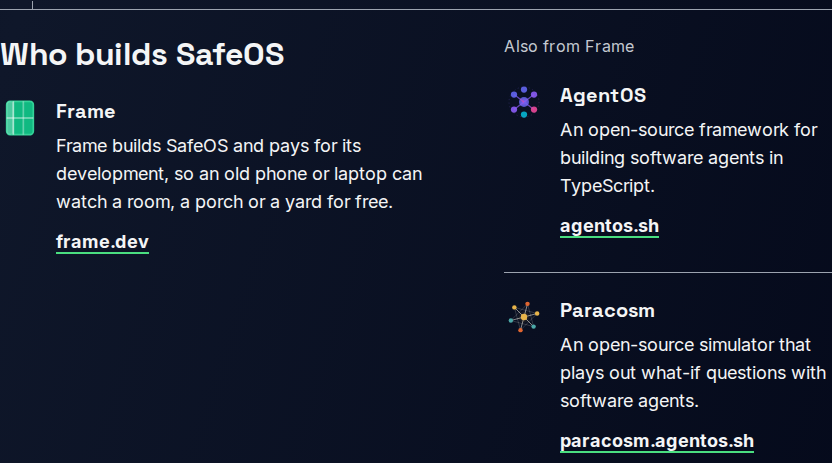 Who builds SafeOS
Frame
Frame builds SafeOS and pays for its
development, so an old phone or laptop can
watch a room, a porch or a yard for free.
frame.dev
Also from Frame
AgentOS
An open-source framework for
building software agents in
TypeScript.
agentos.sh
Paracosm
An open-source simulator that
plays out what-if questions with
software agents.
paracosm.agentos.sh